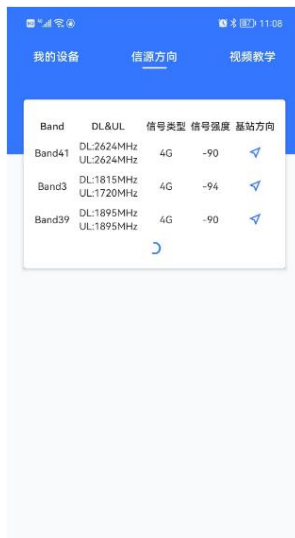 11:08
我的设备 信源方向 视频教学
Band DL&UL 信号类型 信号强度 基站方向
Band41 DL:2624MHz UL:2624MHz 4G -90
Band3 DL:1815MHz UL:1720MHz 4G -94
Band39 DL:1895MHz UL:1895MHz 4G -90